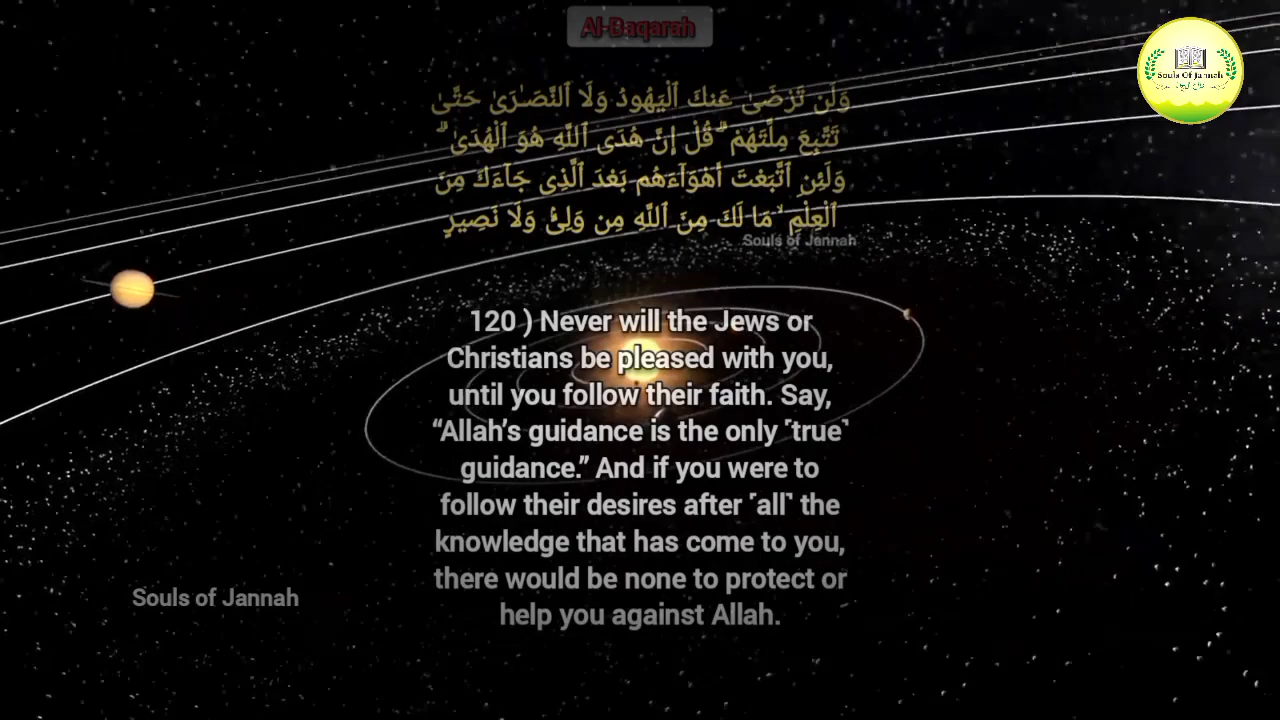 Al-Baqarah
Souls Of Jannah
وَلَن تَرْضَىٰ عَنكَ ٱلْيَهُودُ وَلَا ٱلنَّصَـٰرَىٰ حَتَّىٰ
تَتَّبِعَ مِلَّتَهُمْ ۗ قُلْ إِنَّ هُدَى ٱللَّهِ هُوَ ٱلْهُدَىٰ ۗ
وَلَئِنِ ٱتَّبَعْتَ أَهْوَآءَهُم بَعْدَ ٱلَّذِى جَآءَكَ مِنَ
ٱلْعِلْمِ ۙ مَا لَكَ مِنَ ٱللَّهِ مِن وَلِىٍّ وَلَا نَصِيرٍ
Souls of Jannah
120 ) Never will the Jews or
Christians be pleased with you,
until you follow their faith. Say,
“Allah’s guidance is the only ˹true˺
guidance.” And if you were to
follow their desires after ˹all˺ the
knowledge that has come to you,
there would be none to protect or
help you against Allah.
Souls of Jannah